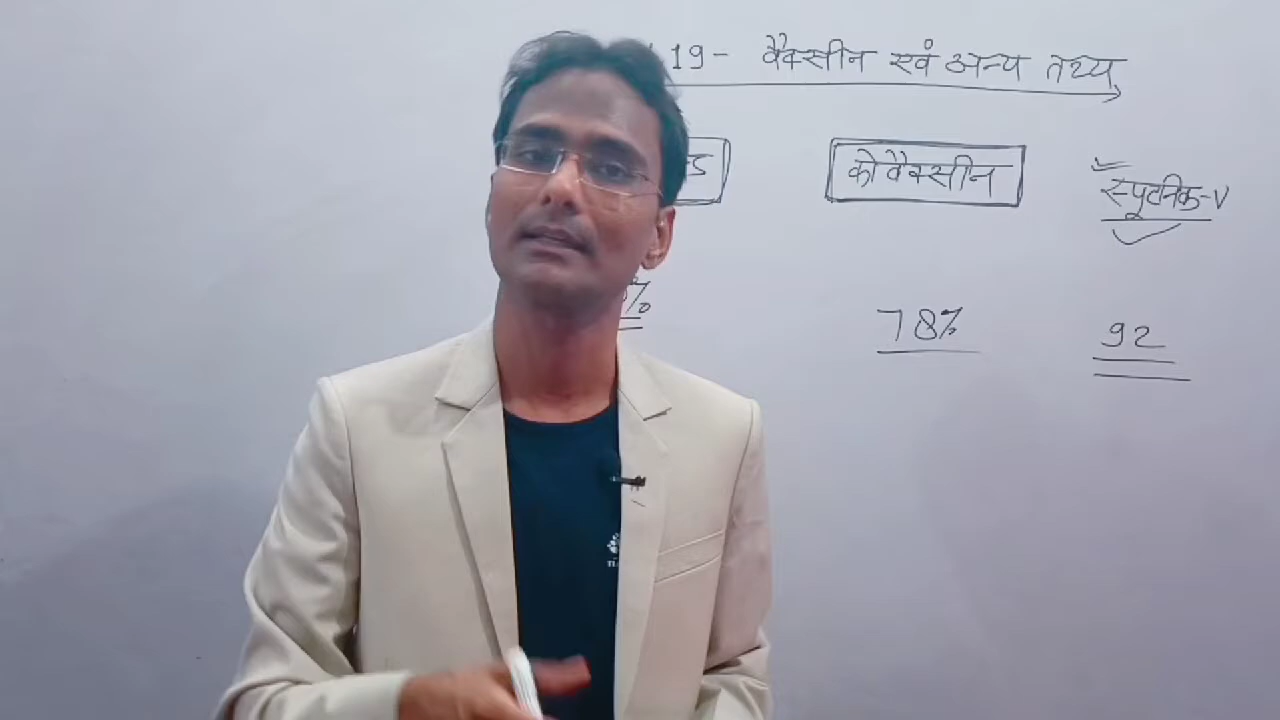 19- वैक्सीन एवं अन्य तथ्य
कोवैक्सीन
स्पूतनिक-V
%
78%
92